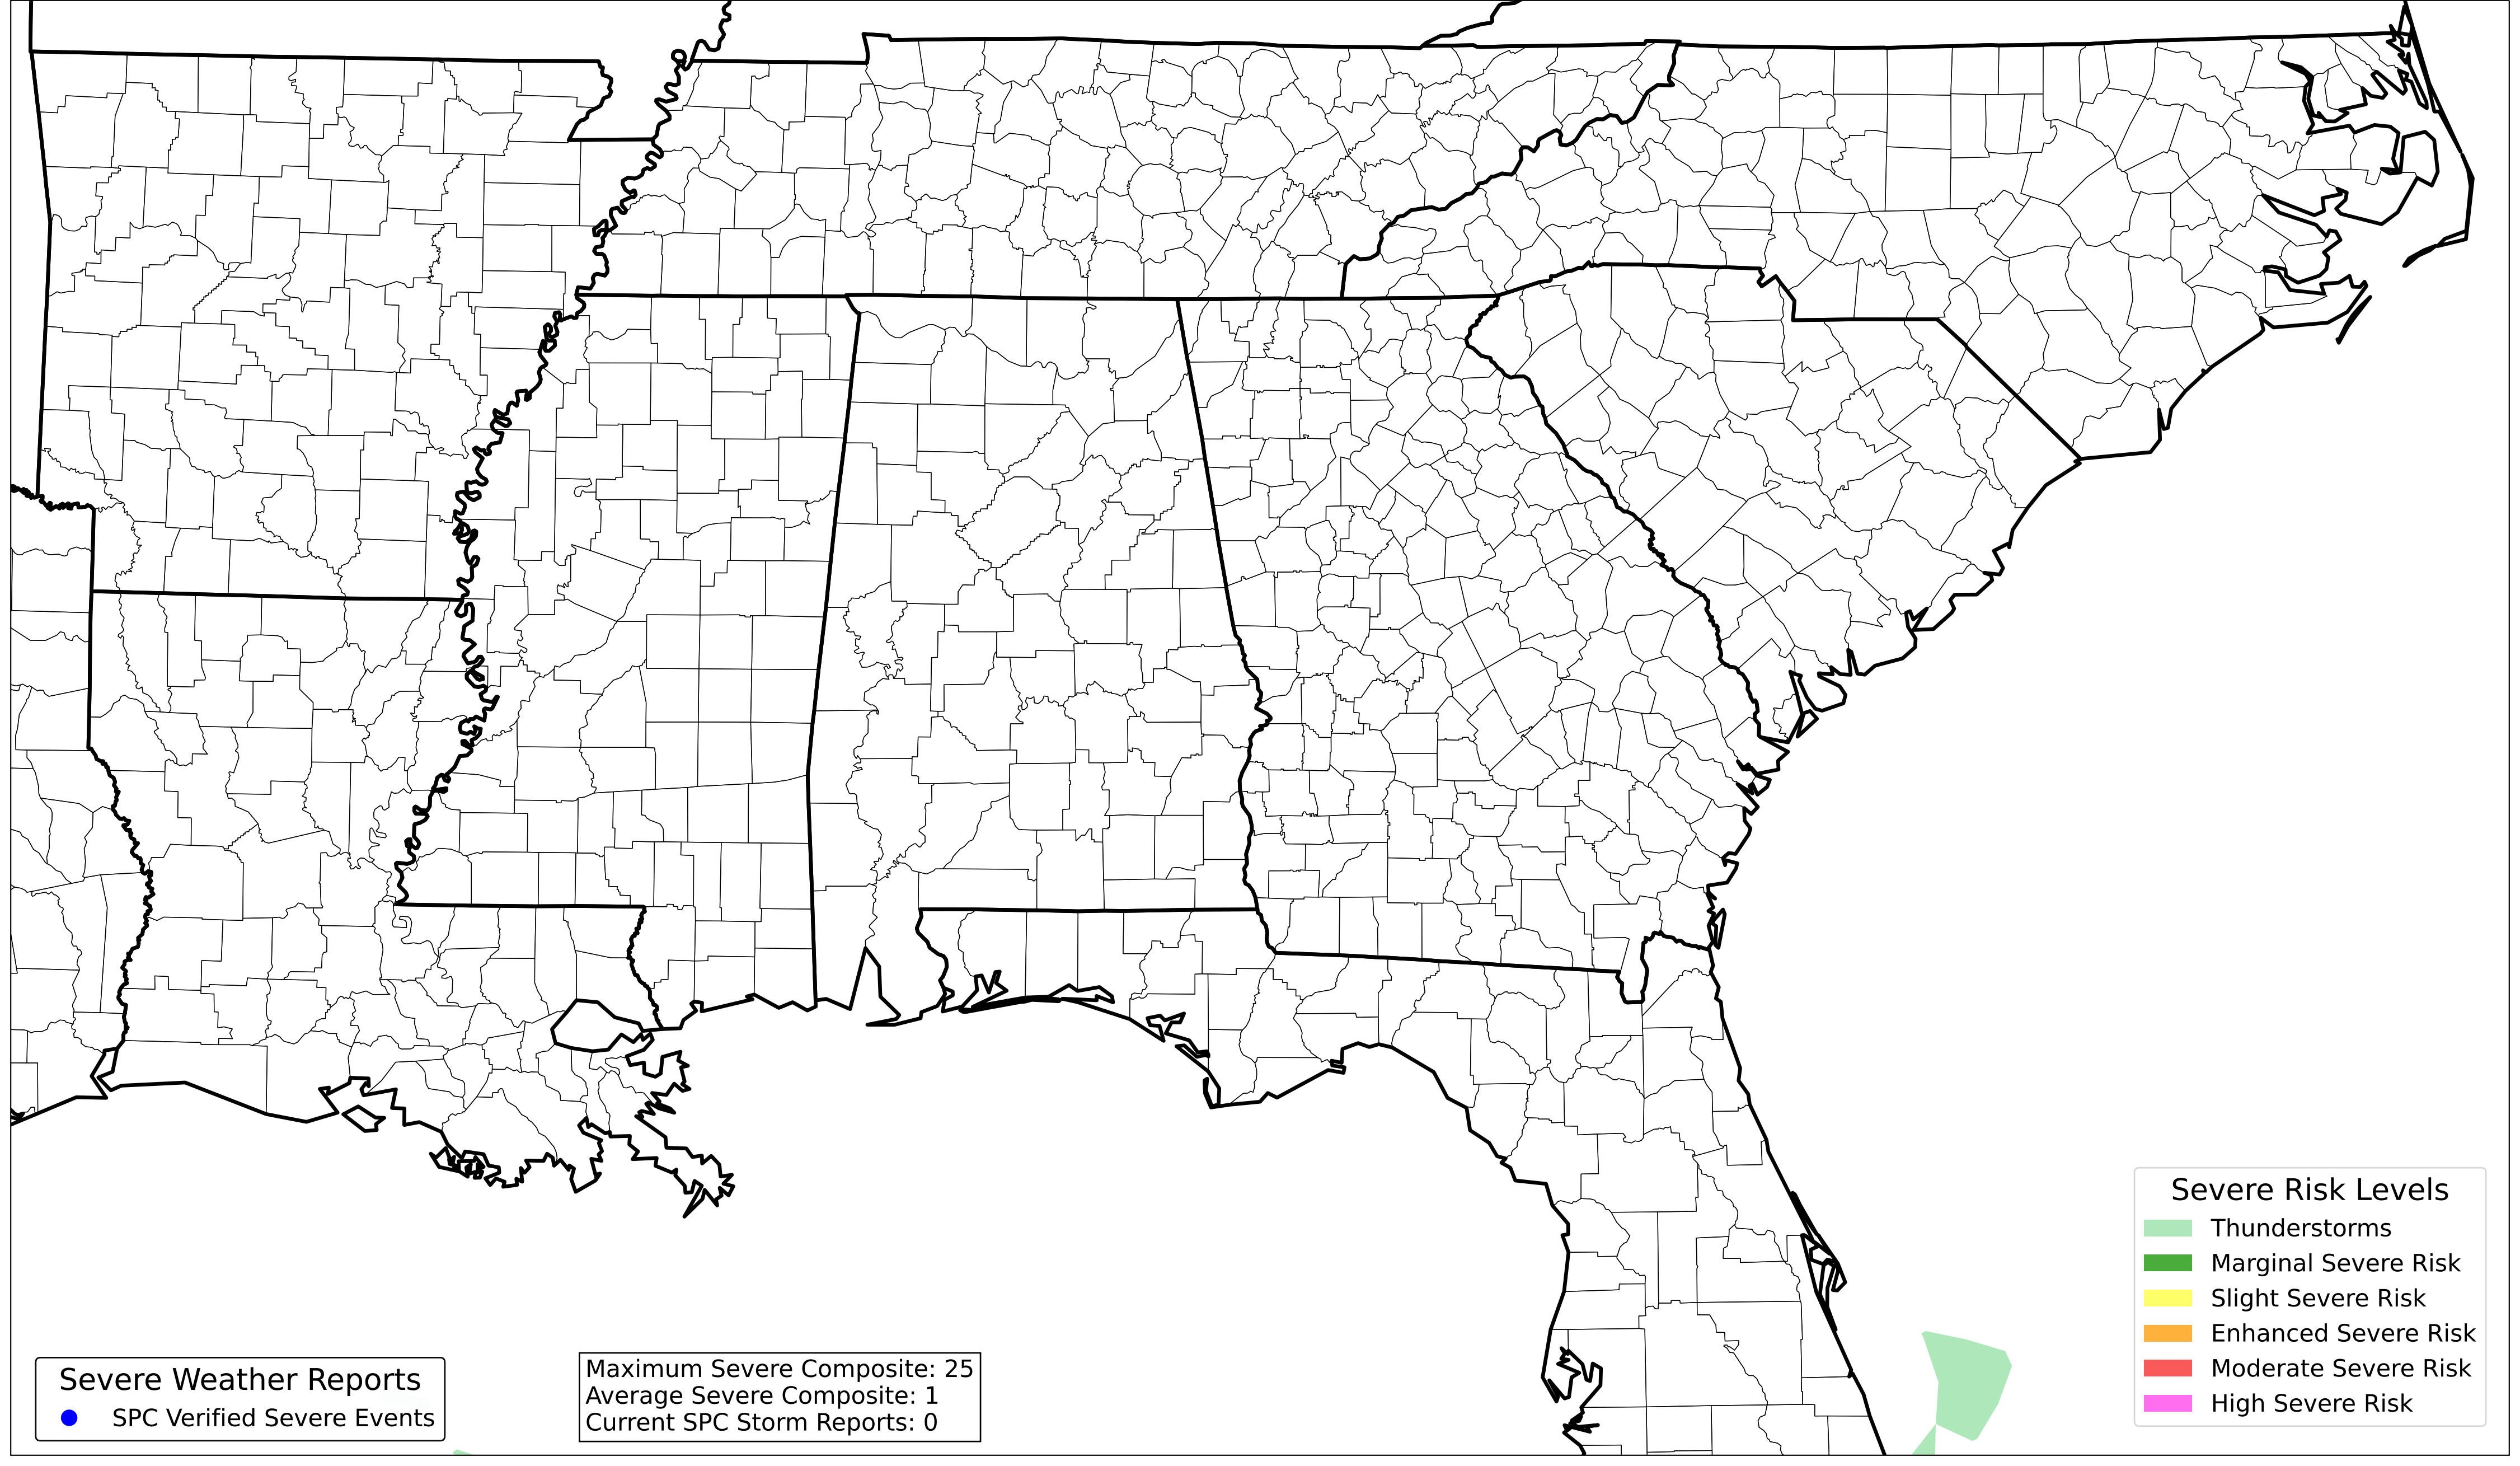 Severe Risk Levels
Thunderstorms
Marginal Severe Risk
Slight Severe Risk
Enhanced Severe Risk
Moderate Severe Risk
High Severe Risk
Severe Weather Reports
SPC Verified Severe Events
Maximum Severe Composite: 25
Average Severe Composite: 1
Current SPC Storm Reports: 0